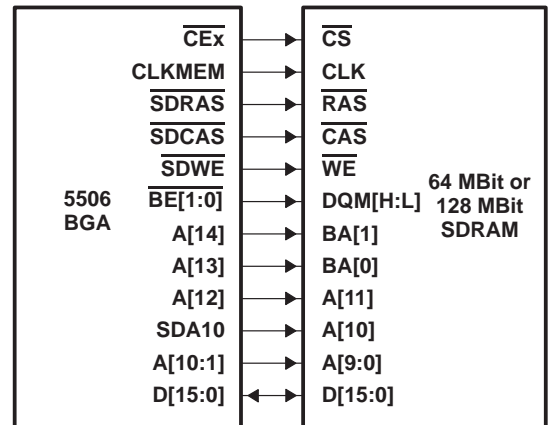 CEx CS
CLKMEM CLK
SDRAS RAS
SDCAS CAS
SDWE WE
5506 BGA
BE[1:0] DQM[H:L]
64 MBit or
128 MBit
SDRAM
A[14] BA[1]
A[13] BA[0]
A[12] A[11]
SDA10 A[10]
A[10:1] A[9:0]
D[15:0] D[15:0]